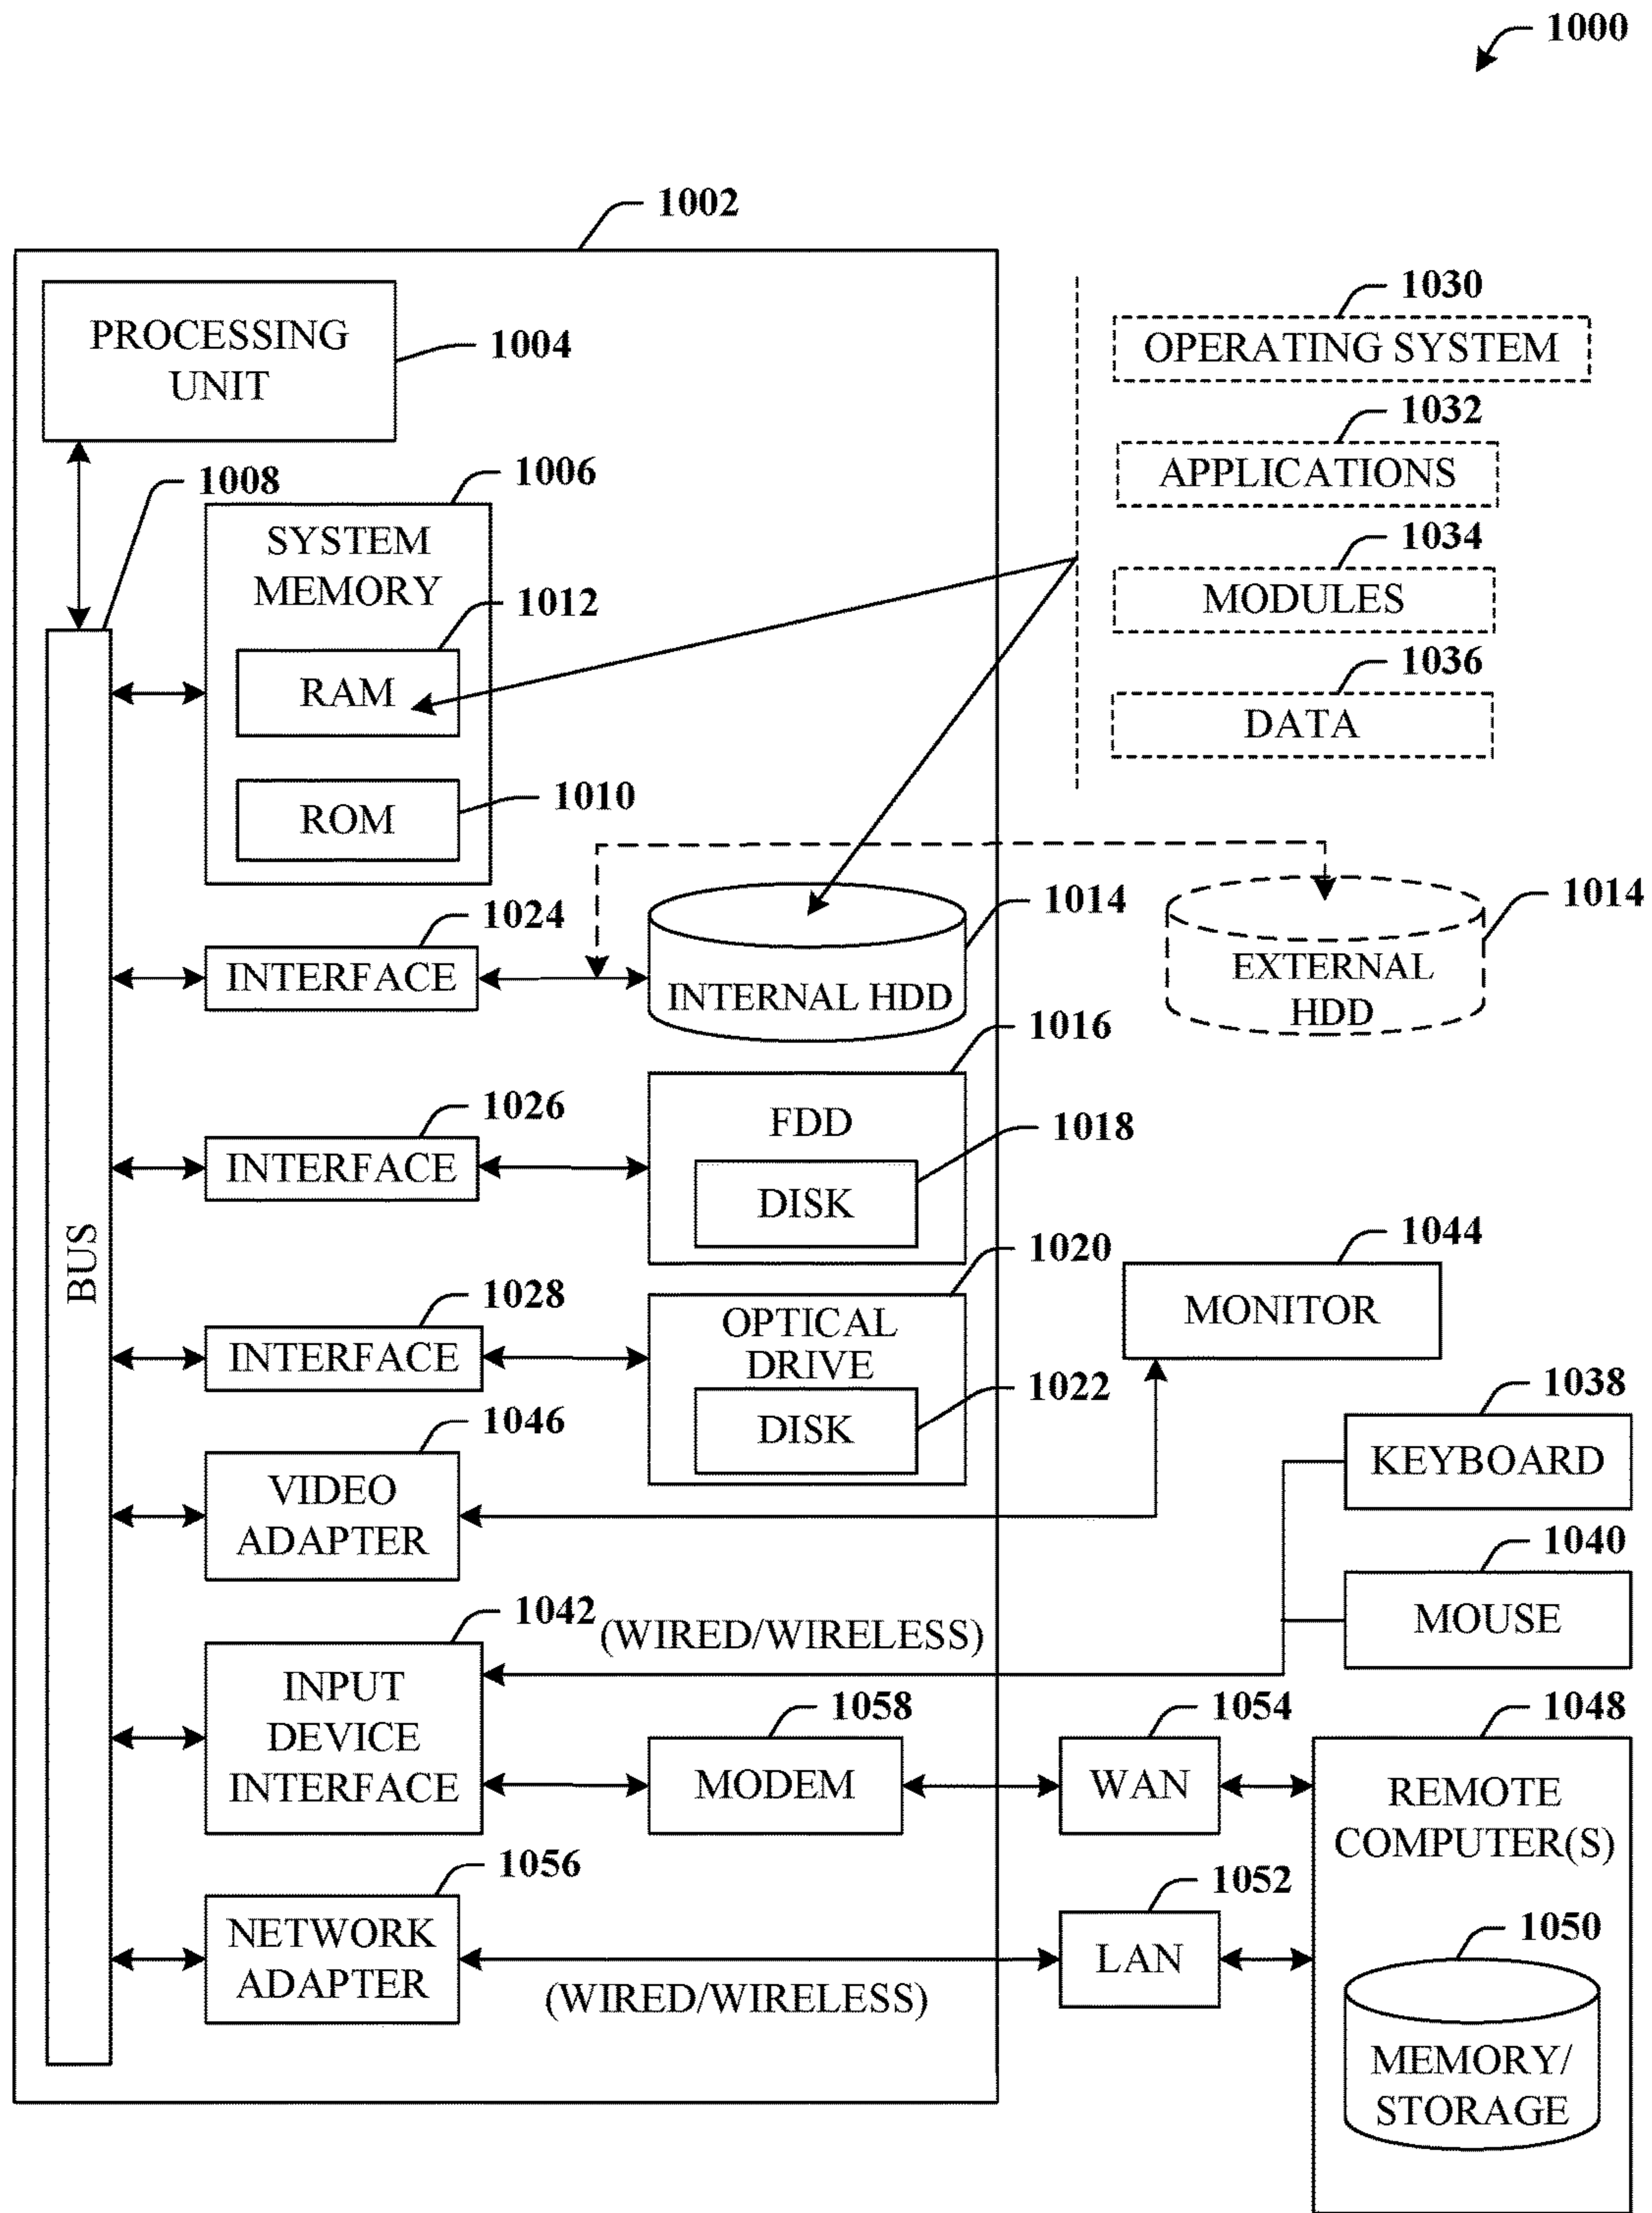 1000
1002
PROCESSING
UNIT
1004
1030
OPERATING SYSTEM
1032
APPLICATIONS
1034
MODULES
1036
DATA
1008
1006
SYSTEM
MEMORY
1012
RAM
1010
ROM
1024
INTERFACE
1014
INTERNAL HDD
1014
EXTERNAL
HDD
1016
FDD
1018
DISK
1026
INTERFACE
BUS
1020
OPTICAL
DRIVE
1022
DISK
1028
INTERFACE
1044
MONITOR
1046
VIDEO
ADAPTER
1038
KEYBOARD
1040
MOUSE
1042
(WIRED/WIRELESS)
INPUT
DEVICE
INTERFACE
1058
MODEM
1054
WAN
1048
REMOTE
COMPUTER(S)
1056
NETWORK
ADAPTER
(WIRED/WIRELESS)
1052
LAN
1050
MEMORY/
STORAGE